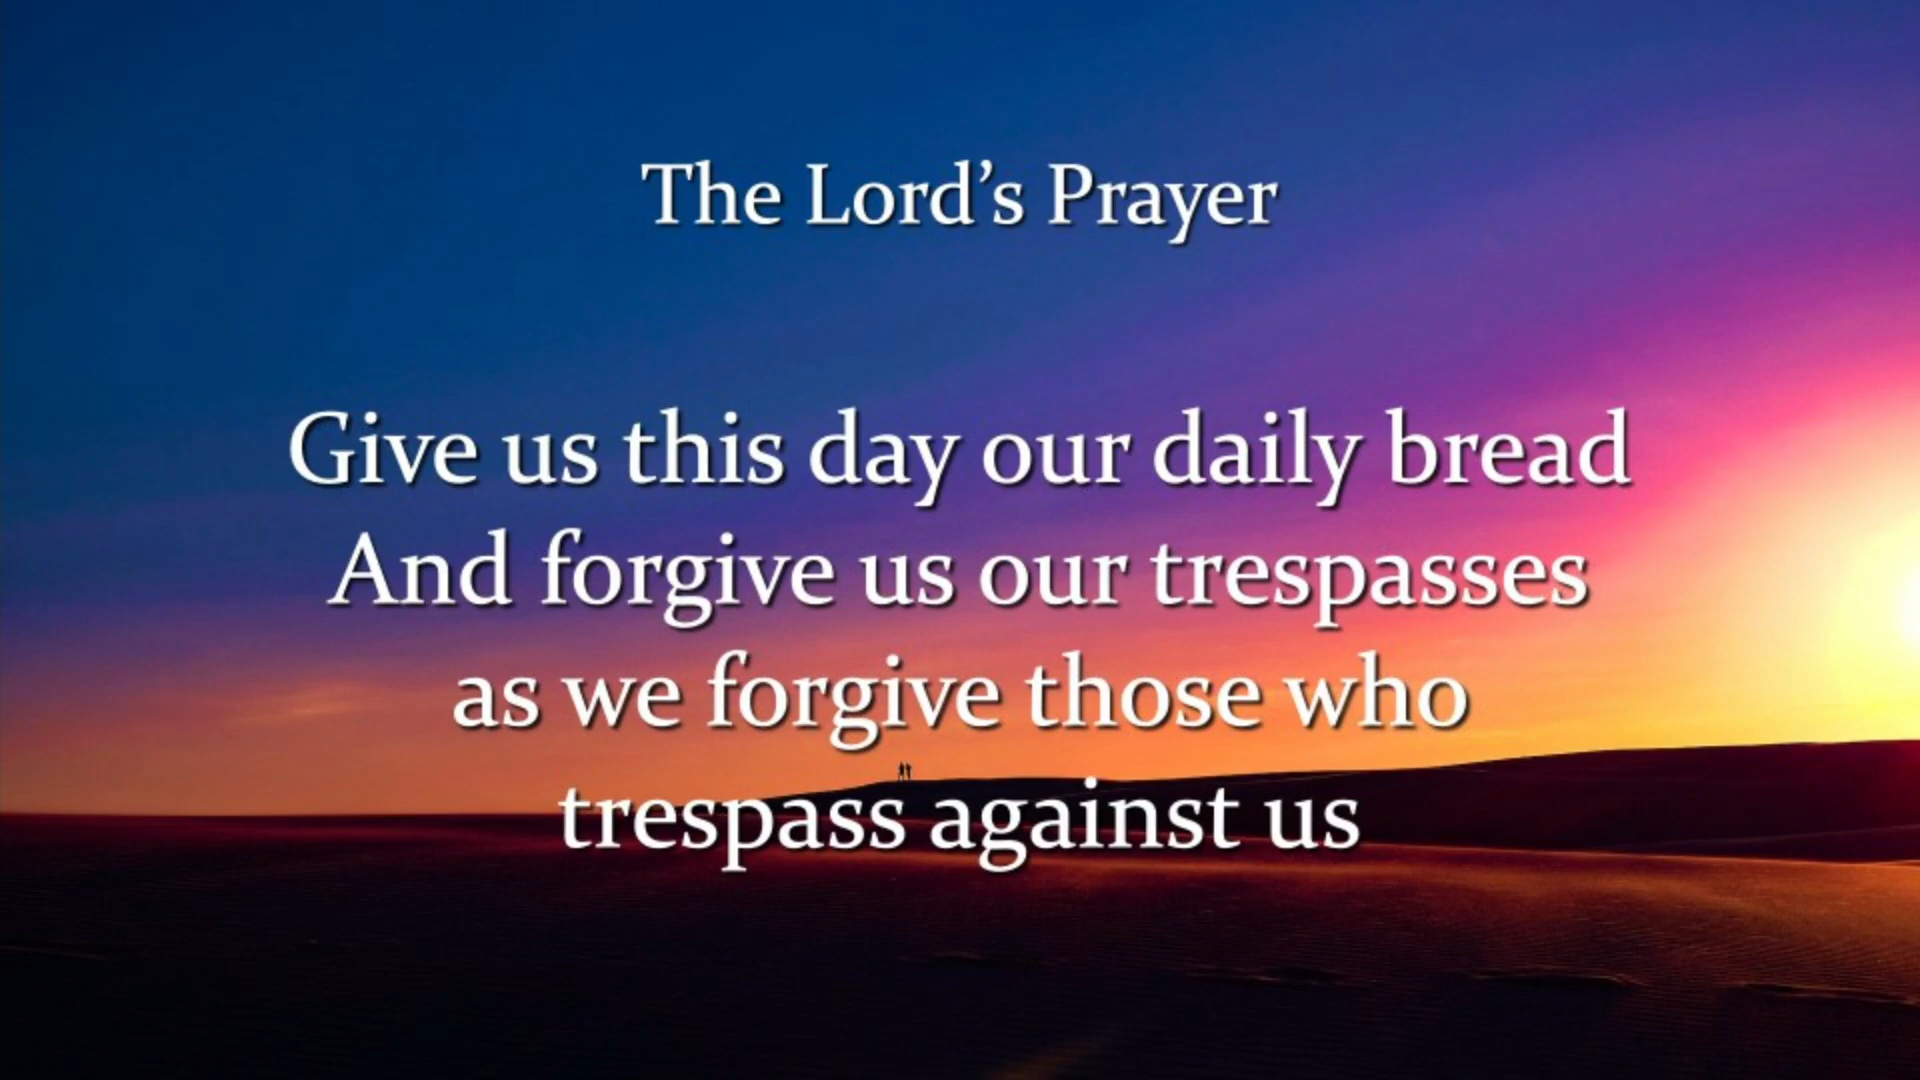 The Lord’s Prayer
Give us this day our daily bread
And forgive us our trespasses
as we forgive those who
trespass against us